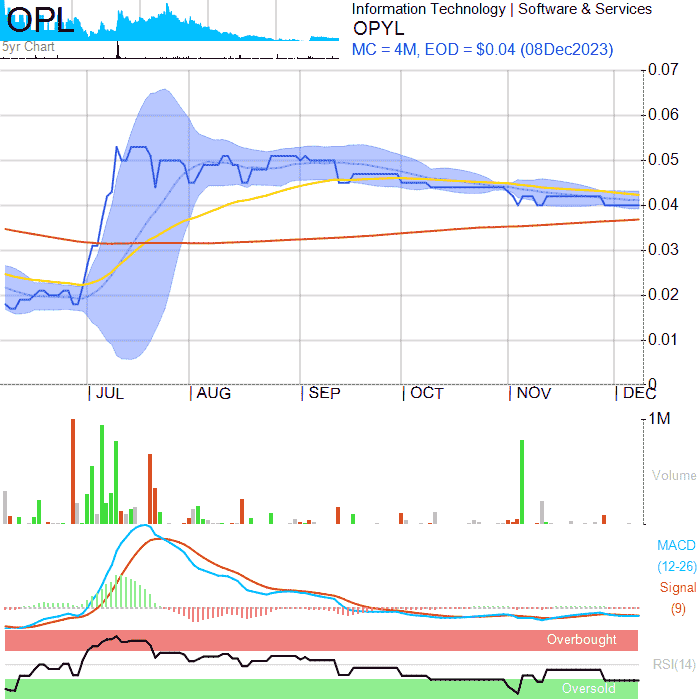 OPL
5yr Chart
Information Technology | Software & Services
OPYL
MC = 4M, EOD = $0.04 (08Dec2023)
0.07
0.06
0.05
0.04
0.03
0.02
0.01
0
JUL AUG SEP OCT NOV DEC
1M
Volume
MACD
(12-26)
Signal
(9)
Overbought
RSI(14)
Oversold